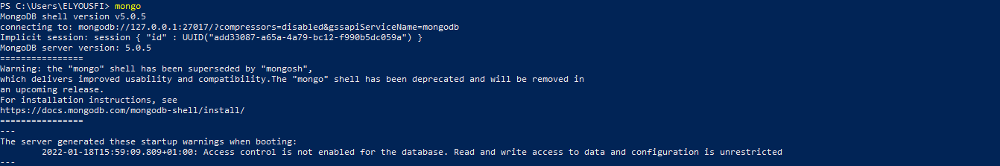 PS C:\Users\ELYOUSFI> mongo
MongoDB shell version v5.0.5
connecting to: mongodb://127.0.0.1:27017/?compressors=disabled&gssapiServiceName=mongodb
Implicit session: session { "id" : UUID("add33087-a65a-4a79-bc12-f990b5dc059a") }
MongoDB server version: 5.0.5
================
Warning: the "mongo" shell has been superseded by "mongosh",
which delivers improved usability and compatibility.The "mongo" shell has been deprecated and will be removed in
an upcoming release.
For installation instructions, see
https://docs.mongodb.com/mongodb-shell/install/
================
---
The server generated these startup warnings when booting:
        2022-01-18T15:59:09.809+01:00: Access control is not enabled for the database. Read and write access to data and configuration is unrestricted
---